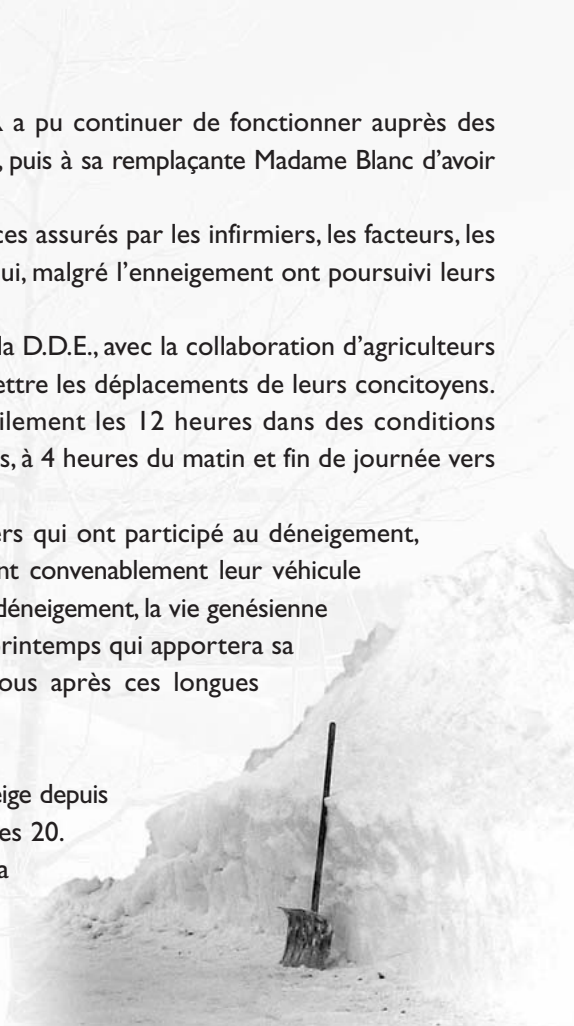 a pu continuer de fonctionner auprès des
, puis à sa remplaçante Madame Blanc d’avoir
ces assurés par les infirmiers, les facteurs, les
ui, malgré l’enneigement ont poursuivi leurs
la D.D.E., avec la collaboration d’agriculteurs
ettre les déplacements de leurs concitoyens.
ilement les 12 heures dans des conditions
s, à 4 heures du matin et fin de journée vers
ers qui ont participé au déneigement,
nt convenablement leur véhicule
déneigement, la vie genésienne
rintemps qui apportera sa
ous après ces longues
eige depuis
es 20.
a